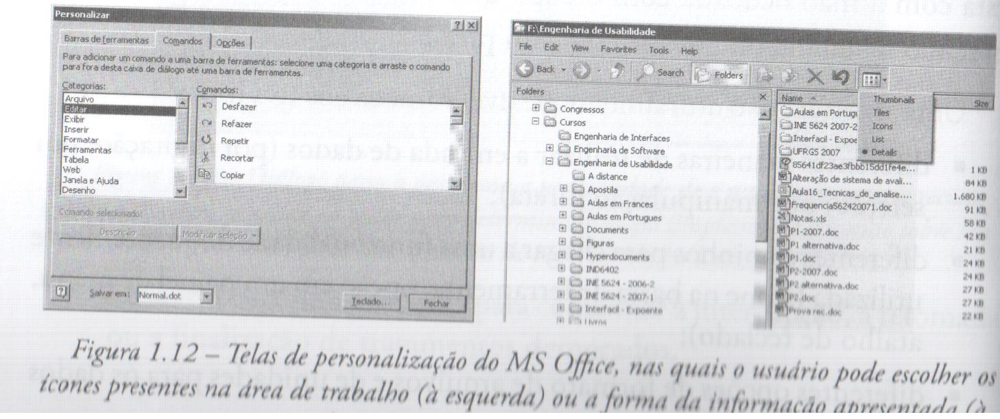 Personalizar
Barras de ferramentas Comandos Opções
Para adicionar um comando a uma barra de ferramentas: selecione uma categoria e arraste o comando
para fora desta caixa de diálogo até uma barra de ferramentas.
Categorias:
Arquivo
Editar
Exibir
Inserir
Formatar
Ferramentas
Tabela
Web
Janela e Ajuda
Desenho
Comandos:
Desfazer
Refazer
Repetir
Recortar
Copiar
Comando selecionado:
Descrição Modificar seleção
Salvar em: Normal.dot
Teclado... Fechar
F:\Engenharia de Usabilidade
File Edit View Favorites Tools Help
Back Search Folders
Folders
Congressos
Cursos
Engenharia de Interfaces
Engenharia de Software
Engenharia de Usabilidade
A distance
Apostila
Aulas em Frances
Aulas em Portugues
Documents
Figuras
Hyperdocuments
IND6402
INE 5624 - 2006-2
INE 5624 - 2007-1
Interfacil - Expoente
Livros
Name Size
Thumbnails
Tiles
Icons
List
Details
Aulas em Portugu
INE 5624 2007-2
Interfacil - Expoe
UFRGS 2007
85641df23ae3fbbb15dd1fe4e... 1 KB
Alteração de sistema de avali... 84 KB
Aula16_Tecnicas_de_analise.... 1.680 KB
Frequencia562420071.doc 91 KB
Notas.xls 58 KB
P1-2007.doc 42 KB
P1 alternativa.doc 21 KB
P1.doc 24 KB
P2-2007.doc 24 KB
P2 alternativa.doc 27 KB
P2.doc 27 KB
Prova rec.doc 22 KB
Figura 1.12 – Telas de personalização do MS Office, nas quais o usuário pode escolher os
ícones presentes na área de trabalho (à esquerda) ou a forma da informação apresentada (à